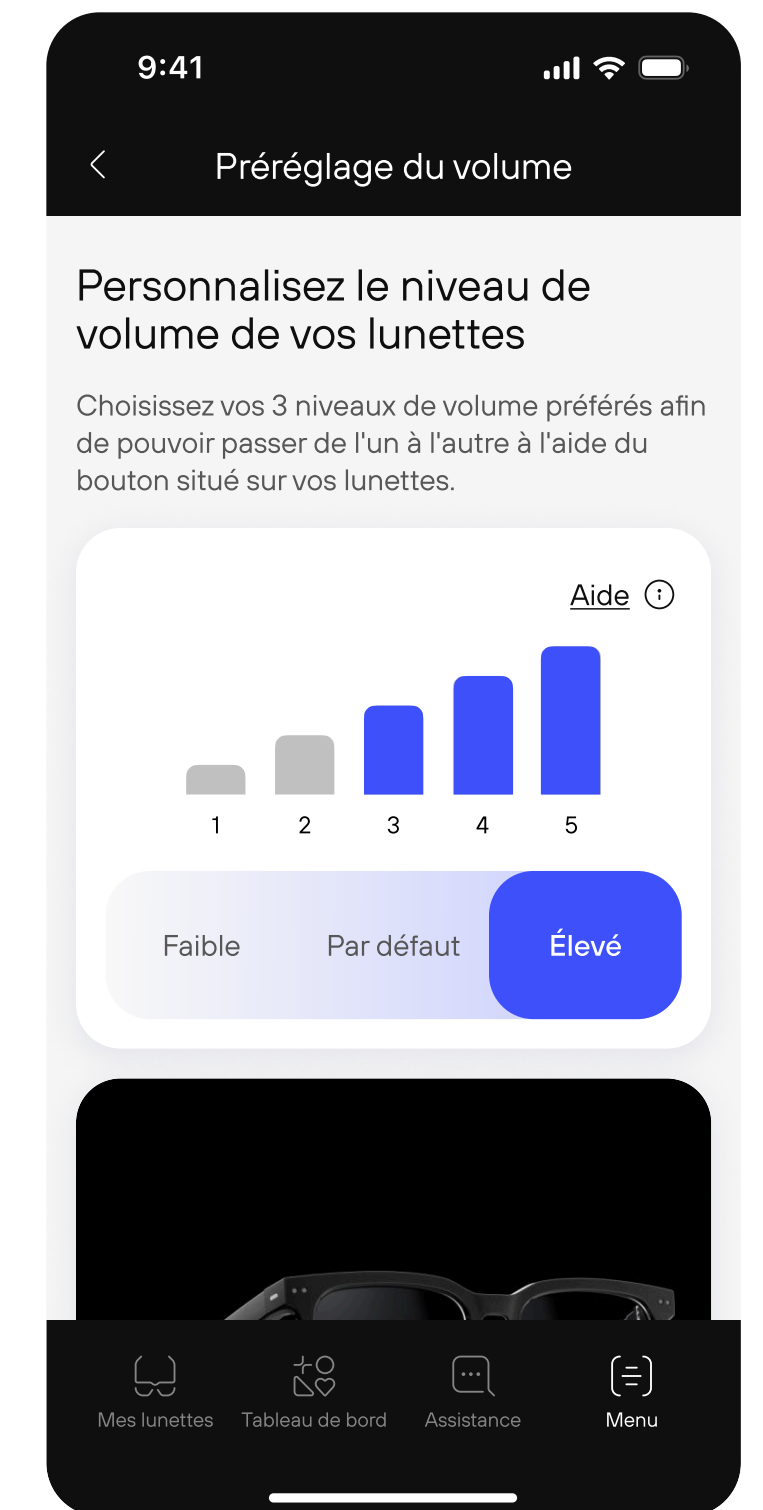 9:41
Préréglage du volume
Personnalisez le niveau de
volume de vos lunettes
Choisissez vos 3 niveaux de volume préférés afin
de pouvoir passer de l'un à l'autre à l'aide du
bouton situé sur vos lunettes.
Aide
1 2 3 4 5
Faible Par défaut Élevé
Mes lunettes Tableau de bord Assistance Menu